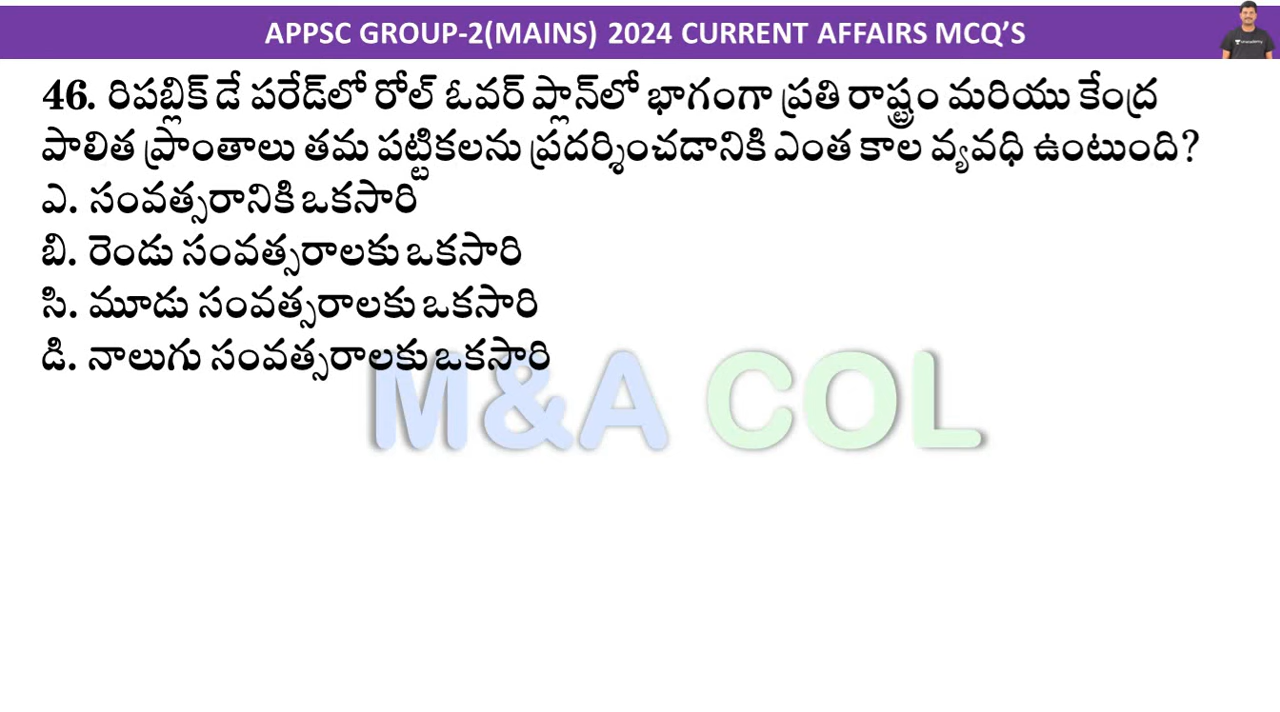 APPSC GROUP-2(MAINS) 2024 CURRENT AFFAIRS MCQ'S
46. రిపబ్లిక్ డే పరేడ్‌లో రోల్ ఓవర్ ప్లాన్‌లో భాగంగా ప్రతి రాష్ట్రం మరియు కేంద్ర
పాలిత ప్రాంతాలు తమ పట్టికలను ప్రదర్శించడానికి ఎంత కాల వ్యవధి ఉంటుంది?
ఎ. సంవత్సరానికి ఒకసారి
బి. రెండు సంవత్సరాలకు ఒకసారి
సి. మూడు సంవత్సరాలకు ఒకసారి
డి. నాలుగు సంవత్సరాలకు ఒకసారి
M&A COL